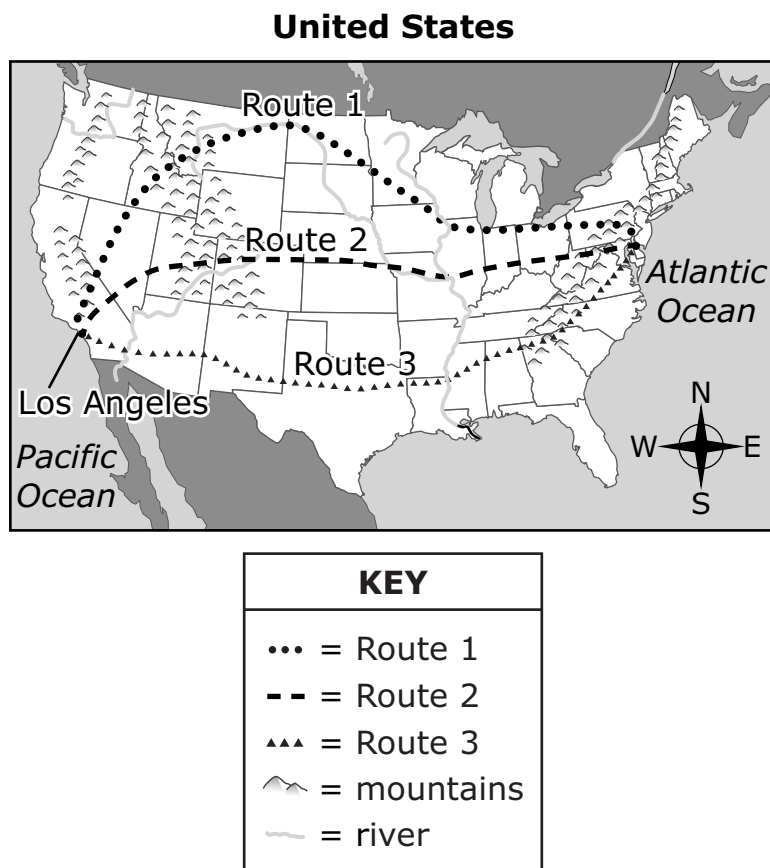 United States
Route 1
Route 2
Atlantic
Ocean
Route 3
Los Angeles
Pacific
Ocean
N
W E
S
KEY
= Route 1
= Route 2
= Route 3
= mountains
= river